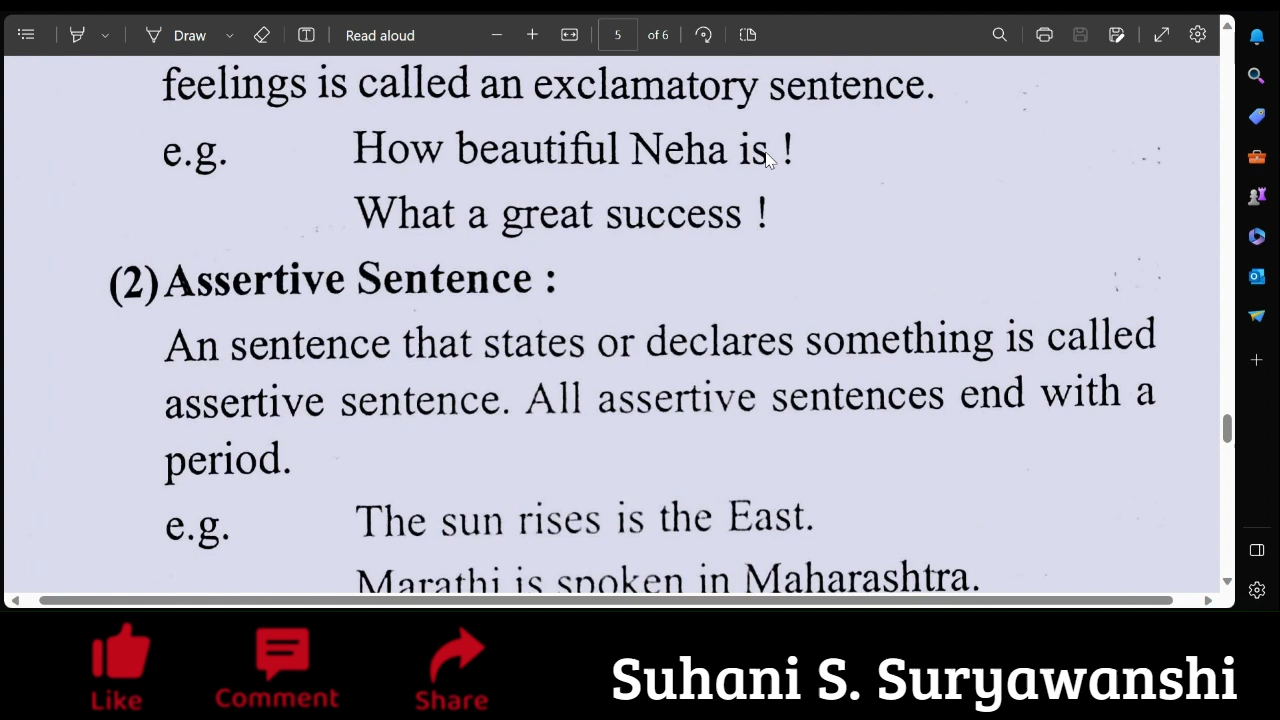 Draw
Read aloud
5 of 6
feelings is called an exclamatory sentence.
e.g. How beautiful Neha is !
What a great success !
(2) Assertive Sentence :
An sentence that states or declares something is called
assertive sentence. All assertive sentences end with a
period.
e.g. The sun rises is the East.
Marathi is spoken in Maharashtra.
Like
Comment
Share
Suhani S. Suryawanshi